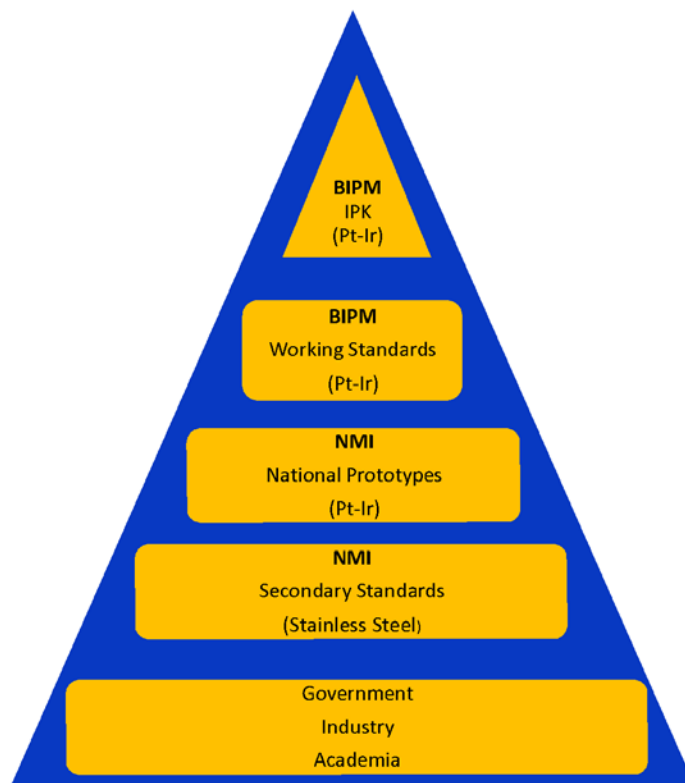 BIPM
IPK
(Pt-Ir)
BIPM
Working Standards
(Pt-Ir)
NMI
National Prototypes
(Pt-Ir)
NMI
Secondary Standards
(Stainless Steel)
Government
Industry
Academia